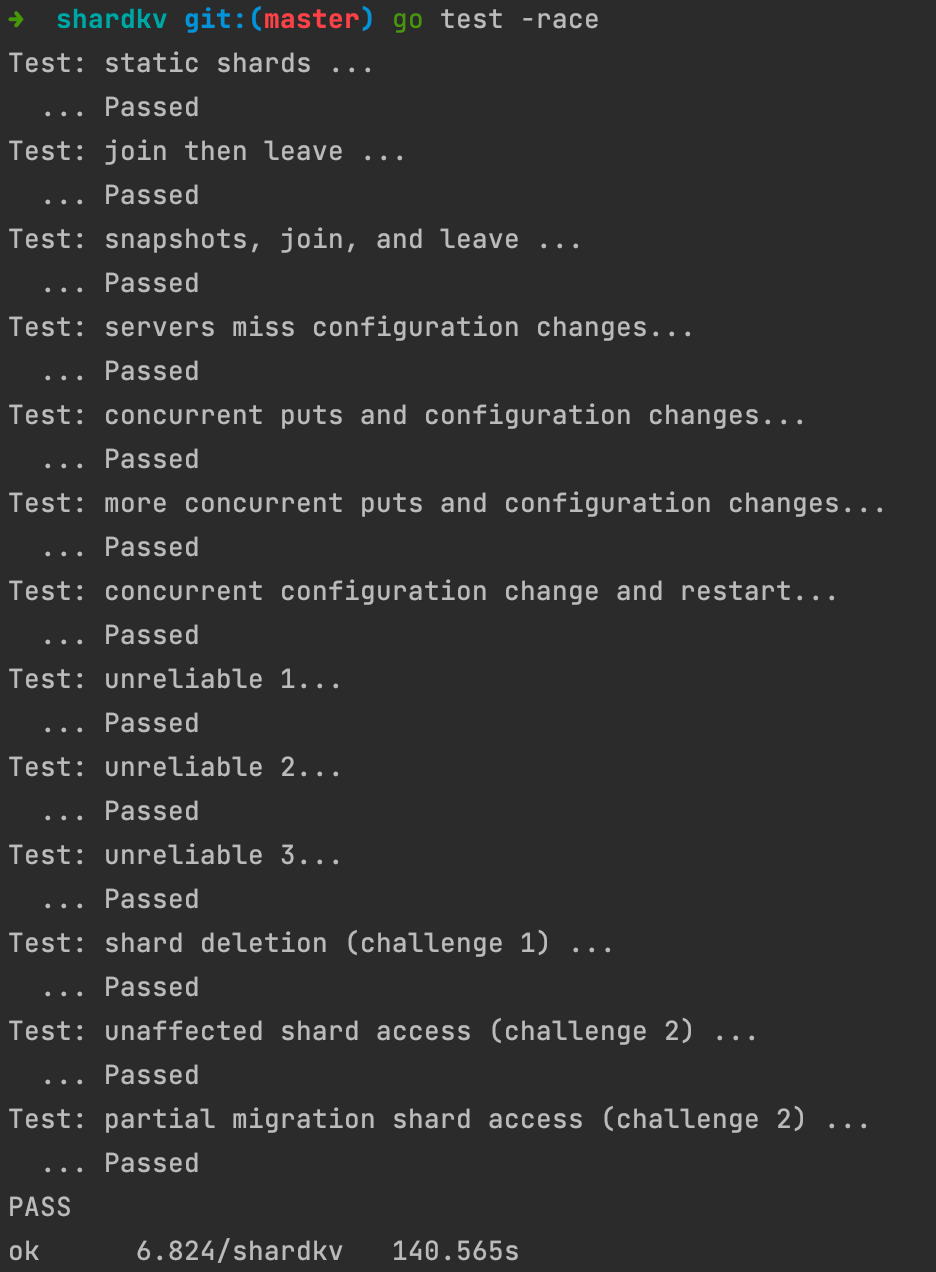 ➜  shardkv git:(master) go test -race
Test: static shards ...
  ... Passed
Test: join then leave ...
  ... Passed
Test: snapshots, join, and leave ...
  ... Passed
Test: servers miss configuration changes...
  ... Passed
Test: concurrent puts and configuration changes...
  ... Passed
Test: more concurrent puts and configuration changes...
  ... Passed
Test: concurrent configuration change and restart...
  ... Passed
Test: unreliable 1...
  ... Passed
Test: unreliable 2...
  ... Passed
Test: unreliable 3...
  ... Passed
Test: shard deletion (challenge 1) ...
  ... Passed
Test: unaffected shard access (challenge 2) ...
  ... Passed
Test: partial migration shard access (challenge 2) ...
  ... Passed
PASS
ok      6.824/shardkv   140.565s